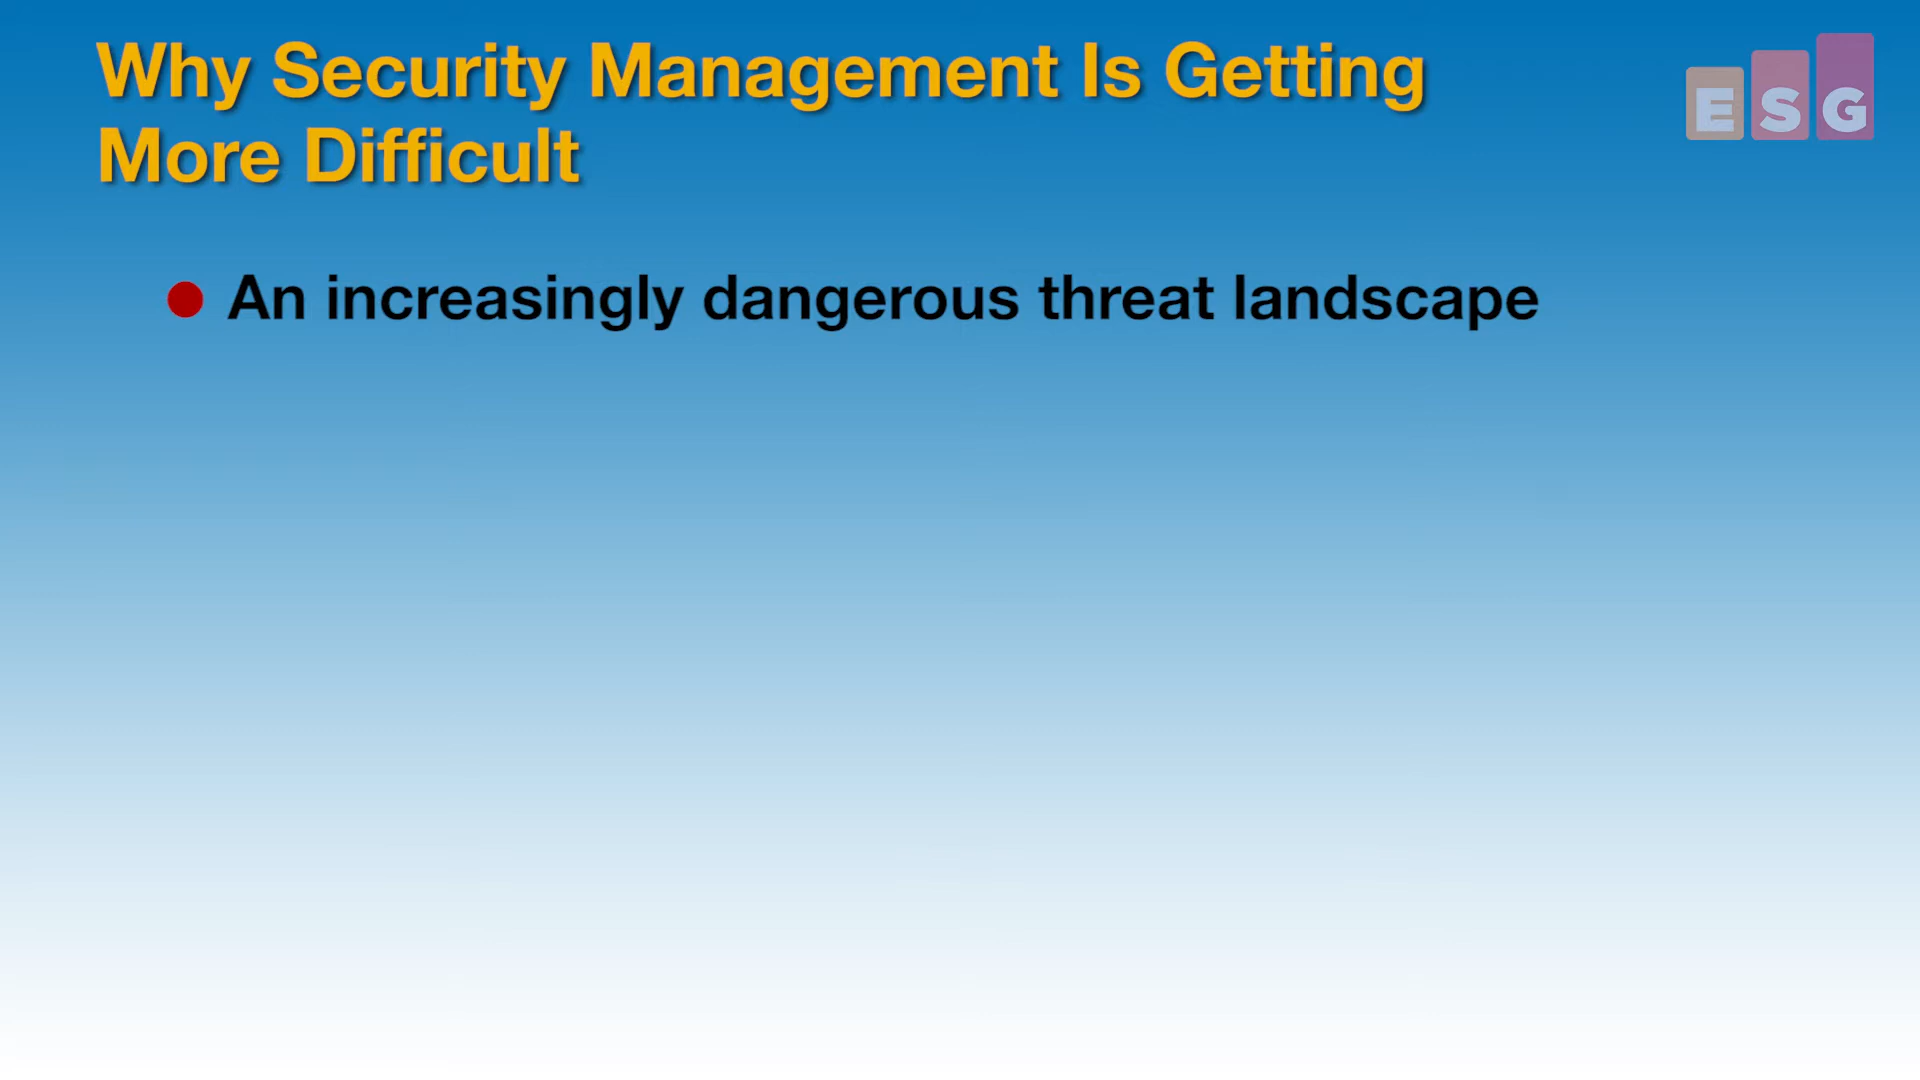 Why Security Management Is Getting
More Difficult
ESG
An increasingly dangerous threat landscape